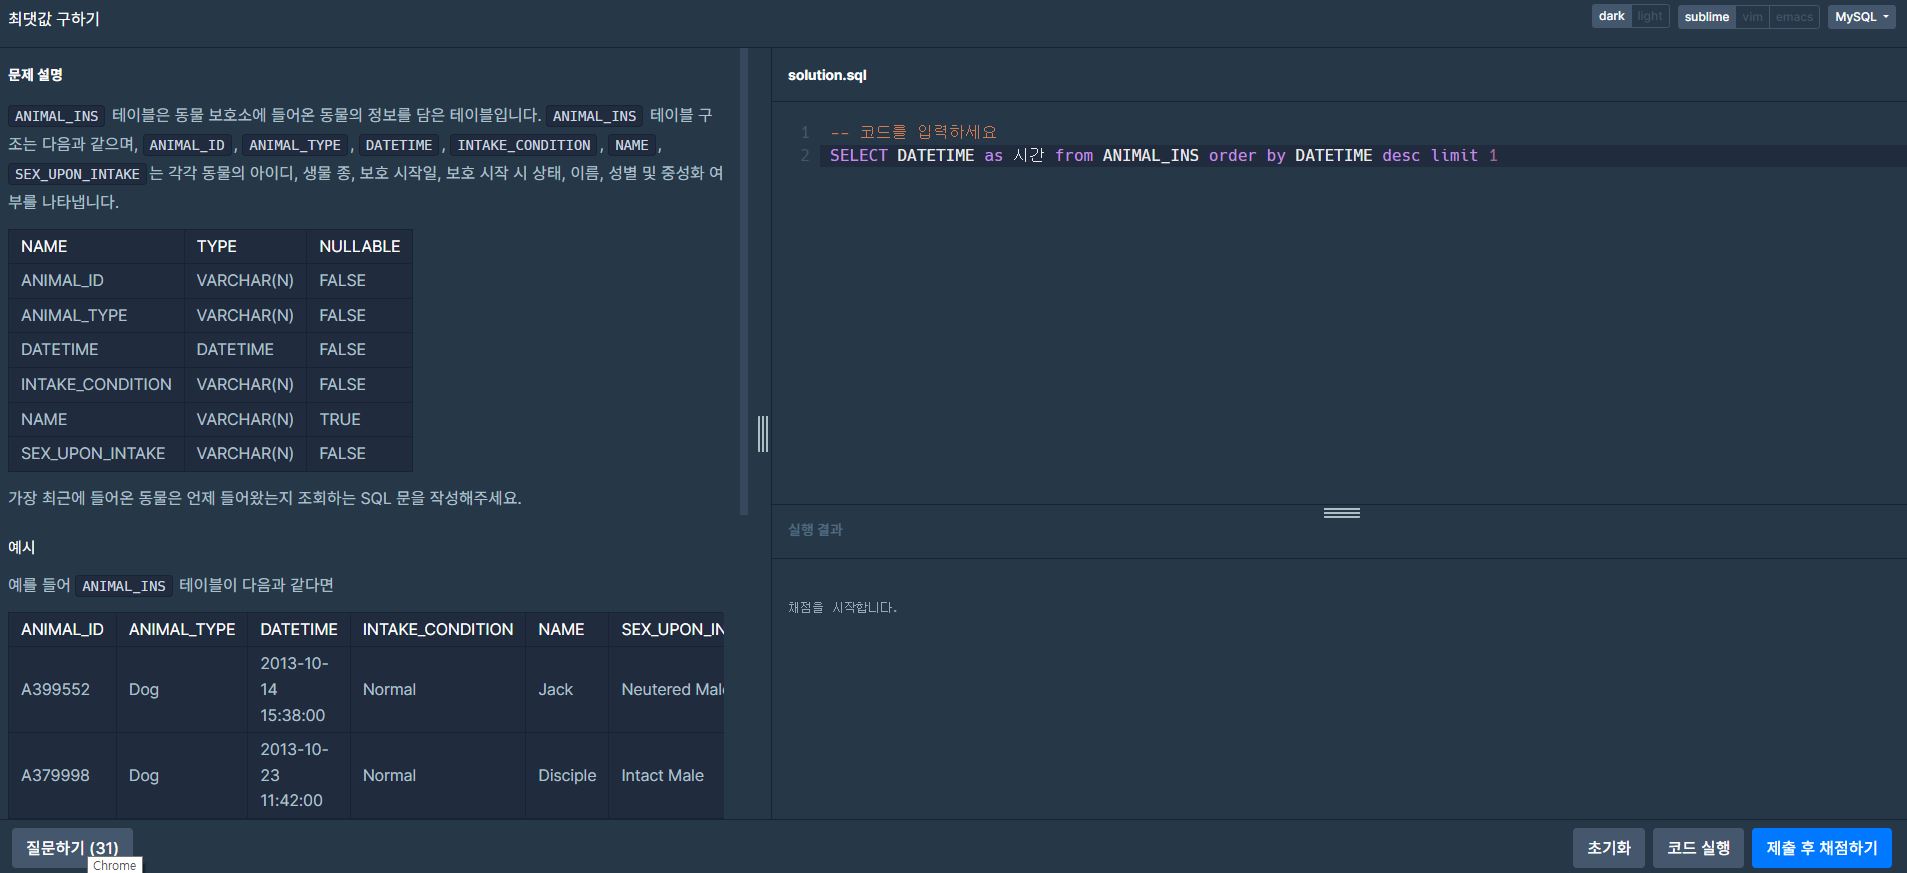 최댓값 구하기
dark light sublime vim emacs MySQL
문제 설명
ANIMAL_INS 테이블은 동물 보호소에 들어온 동물의 정보를 담은 테이블입니다. ANIMAL_INS 테이블 구
조는 다음과 같으며, ANIMAL_ID , ANIMAL_TYPE , DATETIME , INTAKE_CONDITION , NAME ,
SEX_UPON_INTAKE 는 각각 동물의 아이디, 생물 종, 보호 시작일, 보호 시작 시 상태, 이름, 성별 및 중성화 여
부를 나타냅니다.
NAME TYPE NULLABLE
ANIMAL_ID VARCHAR(N) FALSE
ANIMAL_TYPE VARCHAR(N) FALSE
DATETIME DATETIME FALSE
INTAKE_CONDITION VARCHAR(N) FALSE
NAME VARCHAR(N) TRUE
SEX_UPON_INTAKE VARCHAR(N) FALSE
가장 최근에 들어온 동물은 언제 들어왔는지 조회하는 SQL 문을 작성해주세요.
예시
예를 들어 ANIMAL_INS 테이블이 다음과 같다면
ANIMAL_ID ANIMAL_TYPE DATETIME INTAKE_CONDITION NAME SEX_UPON_IN
A399552 Dog 2013-10-
14
15:38:00 Normal Jack Neutered Mal
A379998 Dog 2013-10-
23
11:42:00 Normal Disciple Intact Male
solution.sql
1 -- 코드를 입력하세요
2 SELECT DATETIME as 시간 from ANIMAL_INS order by DATETIME desc limit 1
실행 결과
채점을 시작합니다.
질문하기 (31)
Chrome
초기화 코드 실행 제출 후 채점하기